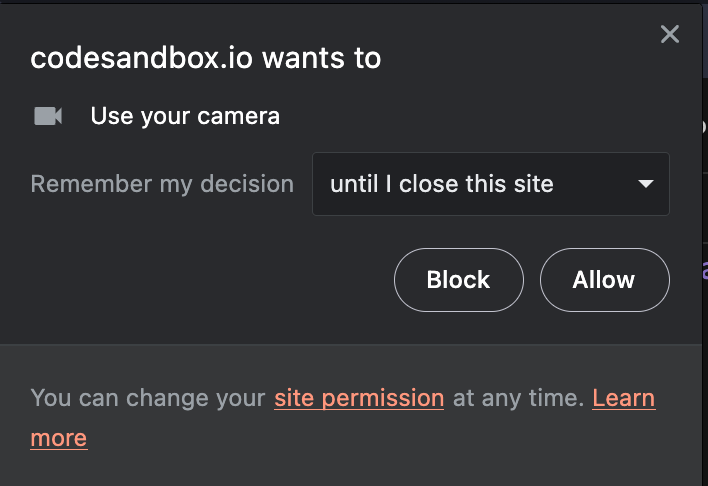 codesandbox.io wants to
Use your camera
Remember my decision until I close this site
Block Allow
You can change your site permission at any time. Learn
more